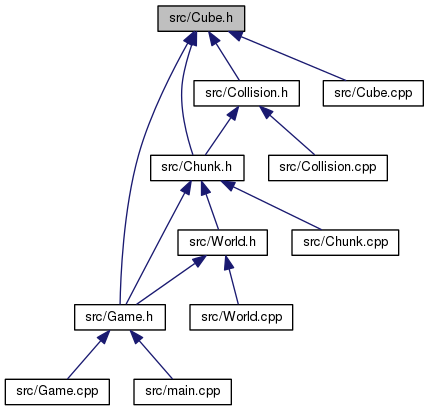 src/Cube.h
src/Collision.h
src/Cube.cpp
src/Chunk.h
src/Collision.cpp
src/World.h
src/Chunk.cpp
src/Game.h
src/World.cpp
src/Game.cpp
src/main.cpp